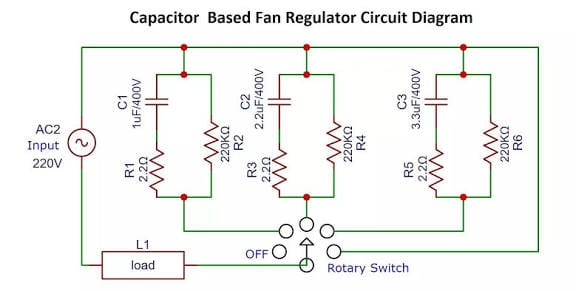 Capacitor Based Fan Regulator Circuit Diagram
AC2
Input
220V
C1
1uF/400V
R1
2.2Ω
220KΩ
R2
C2
2.2uF/400V
R3
2.2Ω
220KΩ
R4
C3
3.3uF/400V
R5
2.2Ω
220KΩ
R6
L1
load
OFF
Rotary Switch